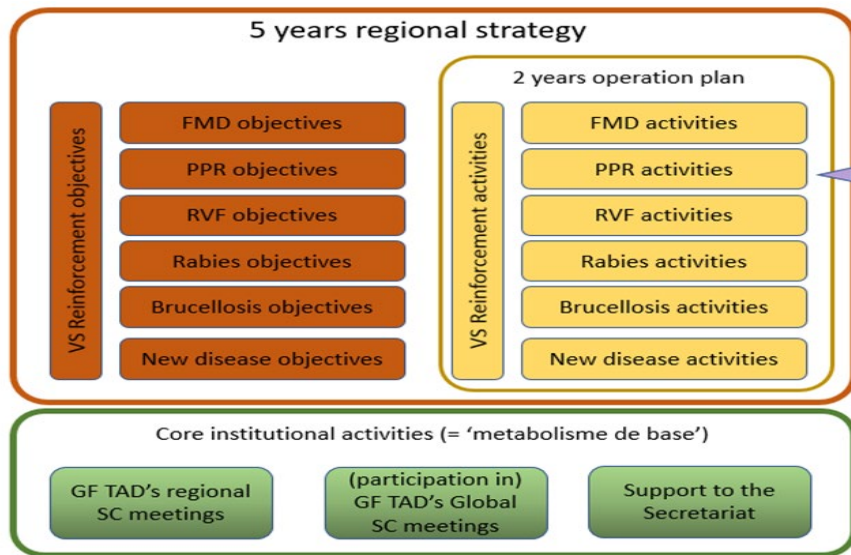 5 years regional strategy
2 years operation plan
VS Reinforcement objectives
FMD objectives
PPR objectives
RVF objectives
Rabies objectives
Brucellosis objectives
New disease objectives
VS Reinforcement activities
FMD activities
PPR activities
RVF activities
Rabies activities
Brucellosis activities
New disease activities
Core institutional activities (= ‘metabolisme de base’)
GF TAD’s regional
SC meetings
(participation in)
GF TAD’s Global
SC meetings
Support to the
Secretariat